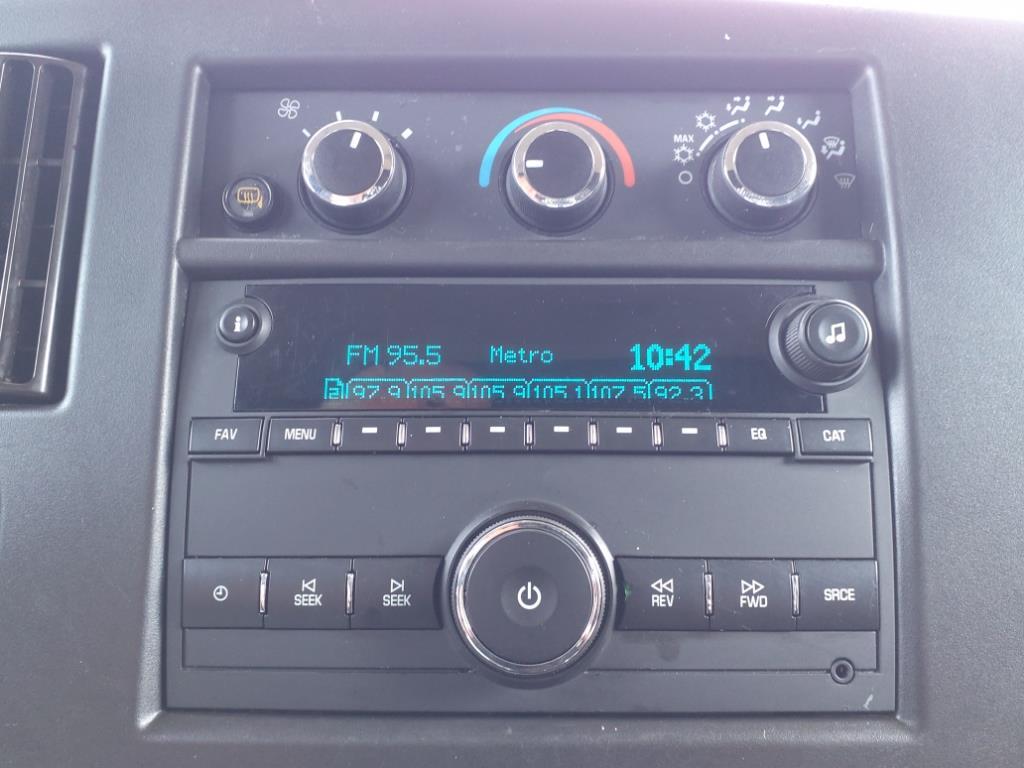 MAX
FM 95.5 Metro 10:42
97.9 105.9 105.9 105.1 107.5 92.3
FAV MENU EQ CAT
SEEK SEEK REV FWD SRCE